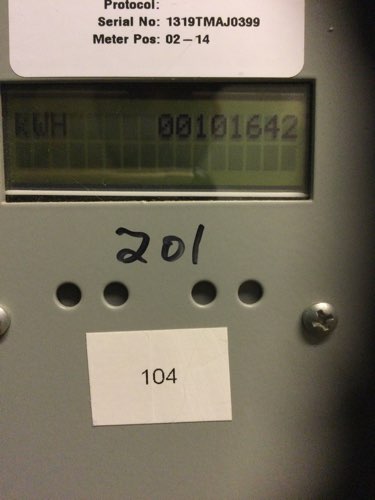 Protocol:
Serial No: 1319TMAJ0399
Meter Pos: 02-14
KWH 00101642
201
104